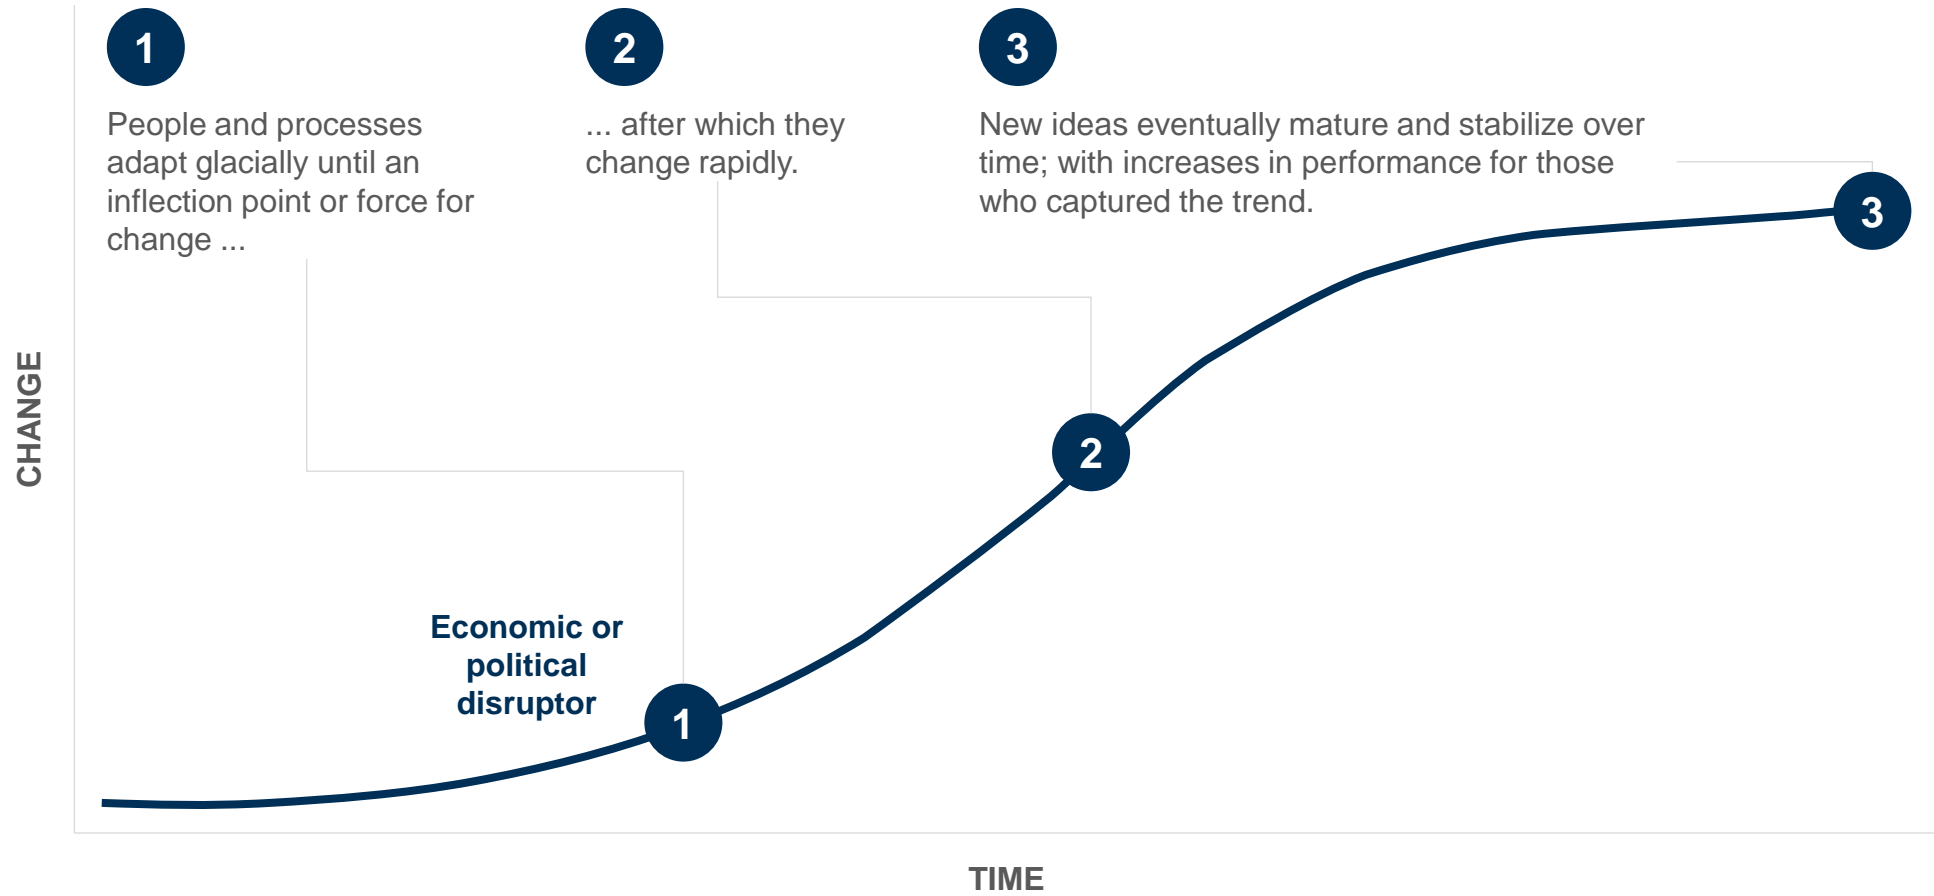 1
People and processes
adapt glacially until an
inflection point or force for
change ...
2
... after which they
change rapidly.
3
New ideas eventually mature and stabilize over
time; with increases in performance for those
who captured the trend.
3
2
CHANGE
Economic or
political
disruptor
1
TIME